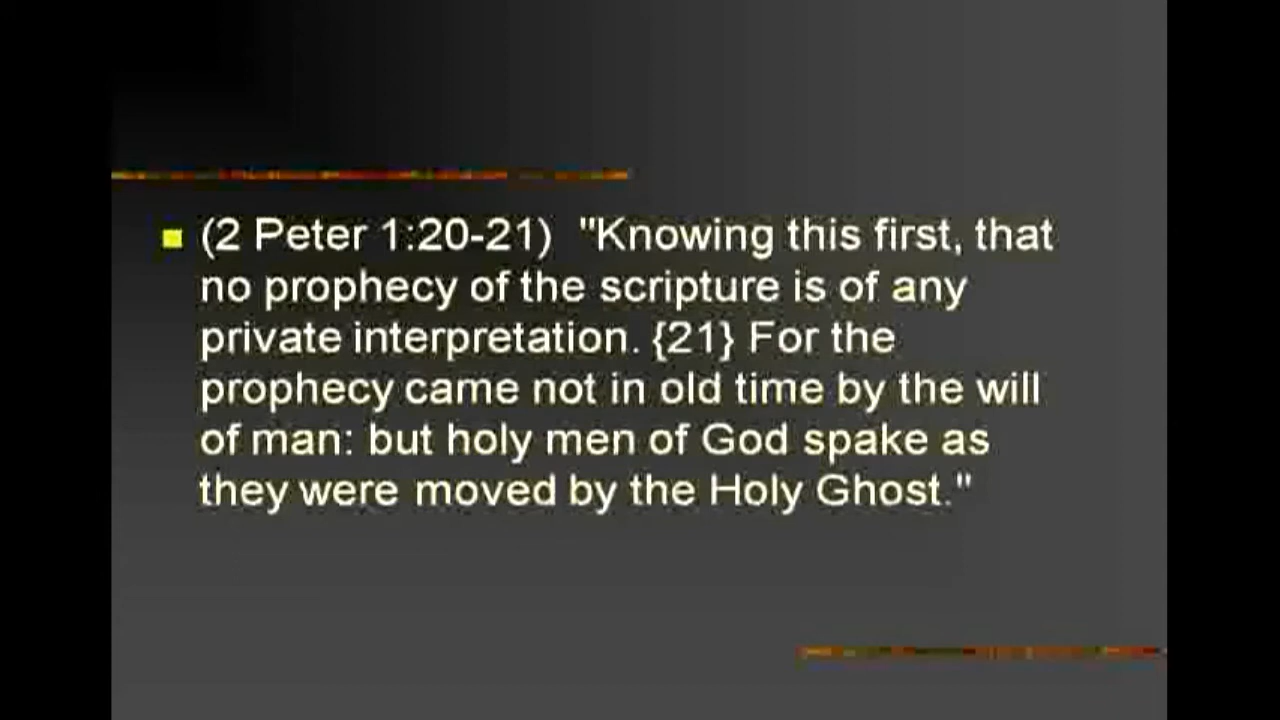 (2 Peter 1:20-21)  "Knowing this first, that
no prophecy of the scripture is of any
private interpretation. {21} For the
prophecy came not in old time by the will
of man: but holy men of God spake as
they were moved by the Holy Ghost."